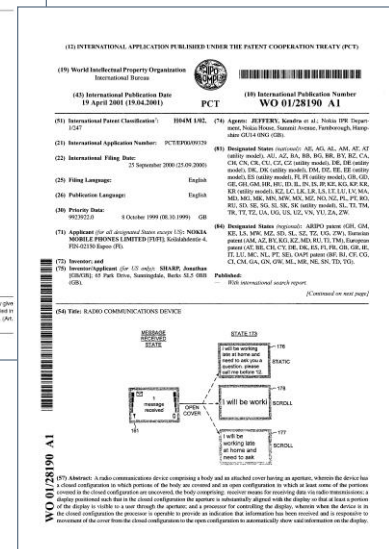 (12) INTERNATIONAL APPLICATION PUBLISHED UNDER THE PATENT COOPERATION TREATY (PCT)
(19) World Intellectual Property Organization
International Bureau
(43) International Publication Date
19 April 2001 (19.04.2001)
PCT
(10) International Publication Number
WO 01/28190 A1
(51) International Patent Classification7: H04M 1/02,
1/247
(21) International Application Number: PCT/EP00/09329
(22) International Filing Date:
25 September 2000 (25.09.2000)
(25) Filing Language: English
(26) Publication Language: English
(30) Priority Data:
9923922.0 8 October 1999 (08.10.1999) GB
(71) Applicant (for all designated states except US): NOKIA
MOBILE PHONES LIMITED [FI/FI]; Keilalahdentie 4,
FIN-02150 Espoo (FI).
(72) Inventor; and
(75) Inventor/Applicant (for US only): SHARP, Jonathan
[GB/GB]; 45 Park Drive, Sunningdale, Berks SL5
(GB).
(74) Agents: JEFFERY, Kendra et al.; Nokia IPR Depart-
ment, Nokia House, Summit Avenue, Farnborough, Hamp-
shire GU14 0NG (GB).
(81) Designated States (national): AE, AG, AL, AM, AT, AT
(utility model), AU, AZ, BA, BB, BG, BR, BY, BZ, CA,
CH, CN, CR, CU, CZ, CZ (utility model), DE, DE (utility
model), DK, DK (utility model), DM, DZ, EE, EE (utility
model), ES, FI, FI (utility model), GB, GD,
GE, GH, GM, HR, HU, ID, IL, IN, IS, JP, KE, KG, KP, KR,
KR (utility model), KZ, LC, LK, LR, LS, LT, LU, LV, MA,
MD, MG, MK, MN, MW, MX, MZ, NO, NZ, PL, PT, RO,
RU, SD, SE, SG, SI, SK, SK (utility model), SL, TJ, TM,
TR, TT, TZ, UA, UG, US, UZ, VN, YU, ZA, ZW.
(84) Designated States (regional): ARIPO patent (GH, GM,
KE, LS, MW, MZ, SD, SL, SZ, TZ, UG, ZW), Eurasian
patent (AM, AZ, BY, KG, KZ, MD, RU, TJ, TM), European
patent (AT, BE, CH, CY, DE, DK, ES, FI, FR, GB, GR, IE,
IT, LU, MC, NL, PT, SE), OAPI patent (BF, BJ, CF, CG,
CI, CM, GA, GN, GW, ML, MR, NE, SN, TD, TG).
Published:
— With international search report.
[Continued on next page]
(54) Title: RADIO COMMUNICATIONS DEVICE
MESSAGE
RECEIVED
STATE
STATE 175
1
message
received
161
OPEN
COVER
I will be working
late at home and
need to ask you a
question. please
call me before 10.
176
STATIC
I will be worki
178
SCROLL
I will be
working late
at home and
need to ask
177
SCROLL
(57) Abstract: A radio communications device comprising a body and an attached cover having an aperture, wherein the device has
a closed configuration in which portions of the body are covered and an open configuration in which at least some of the portions
covered in the closed configuration are uncovered, the body comprising: receiver means for receiving data via radio transmissions; a
display positioned such that in the closed configuration the aperture is substantially aligned with the display so that at least a portion
of the display is visible to a user through the aperture; and a processor for controlling the display, wherein when the device is in
the closed configuration the processor is operable to provide an indication that information has been received and is responsive to
movement of the cover from the closed configuration to the open configuration to automatically show said information on the display.
WO 01/28190 A1